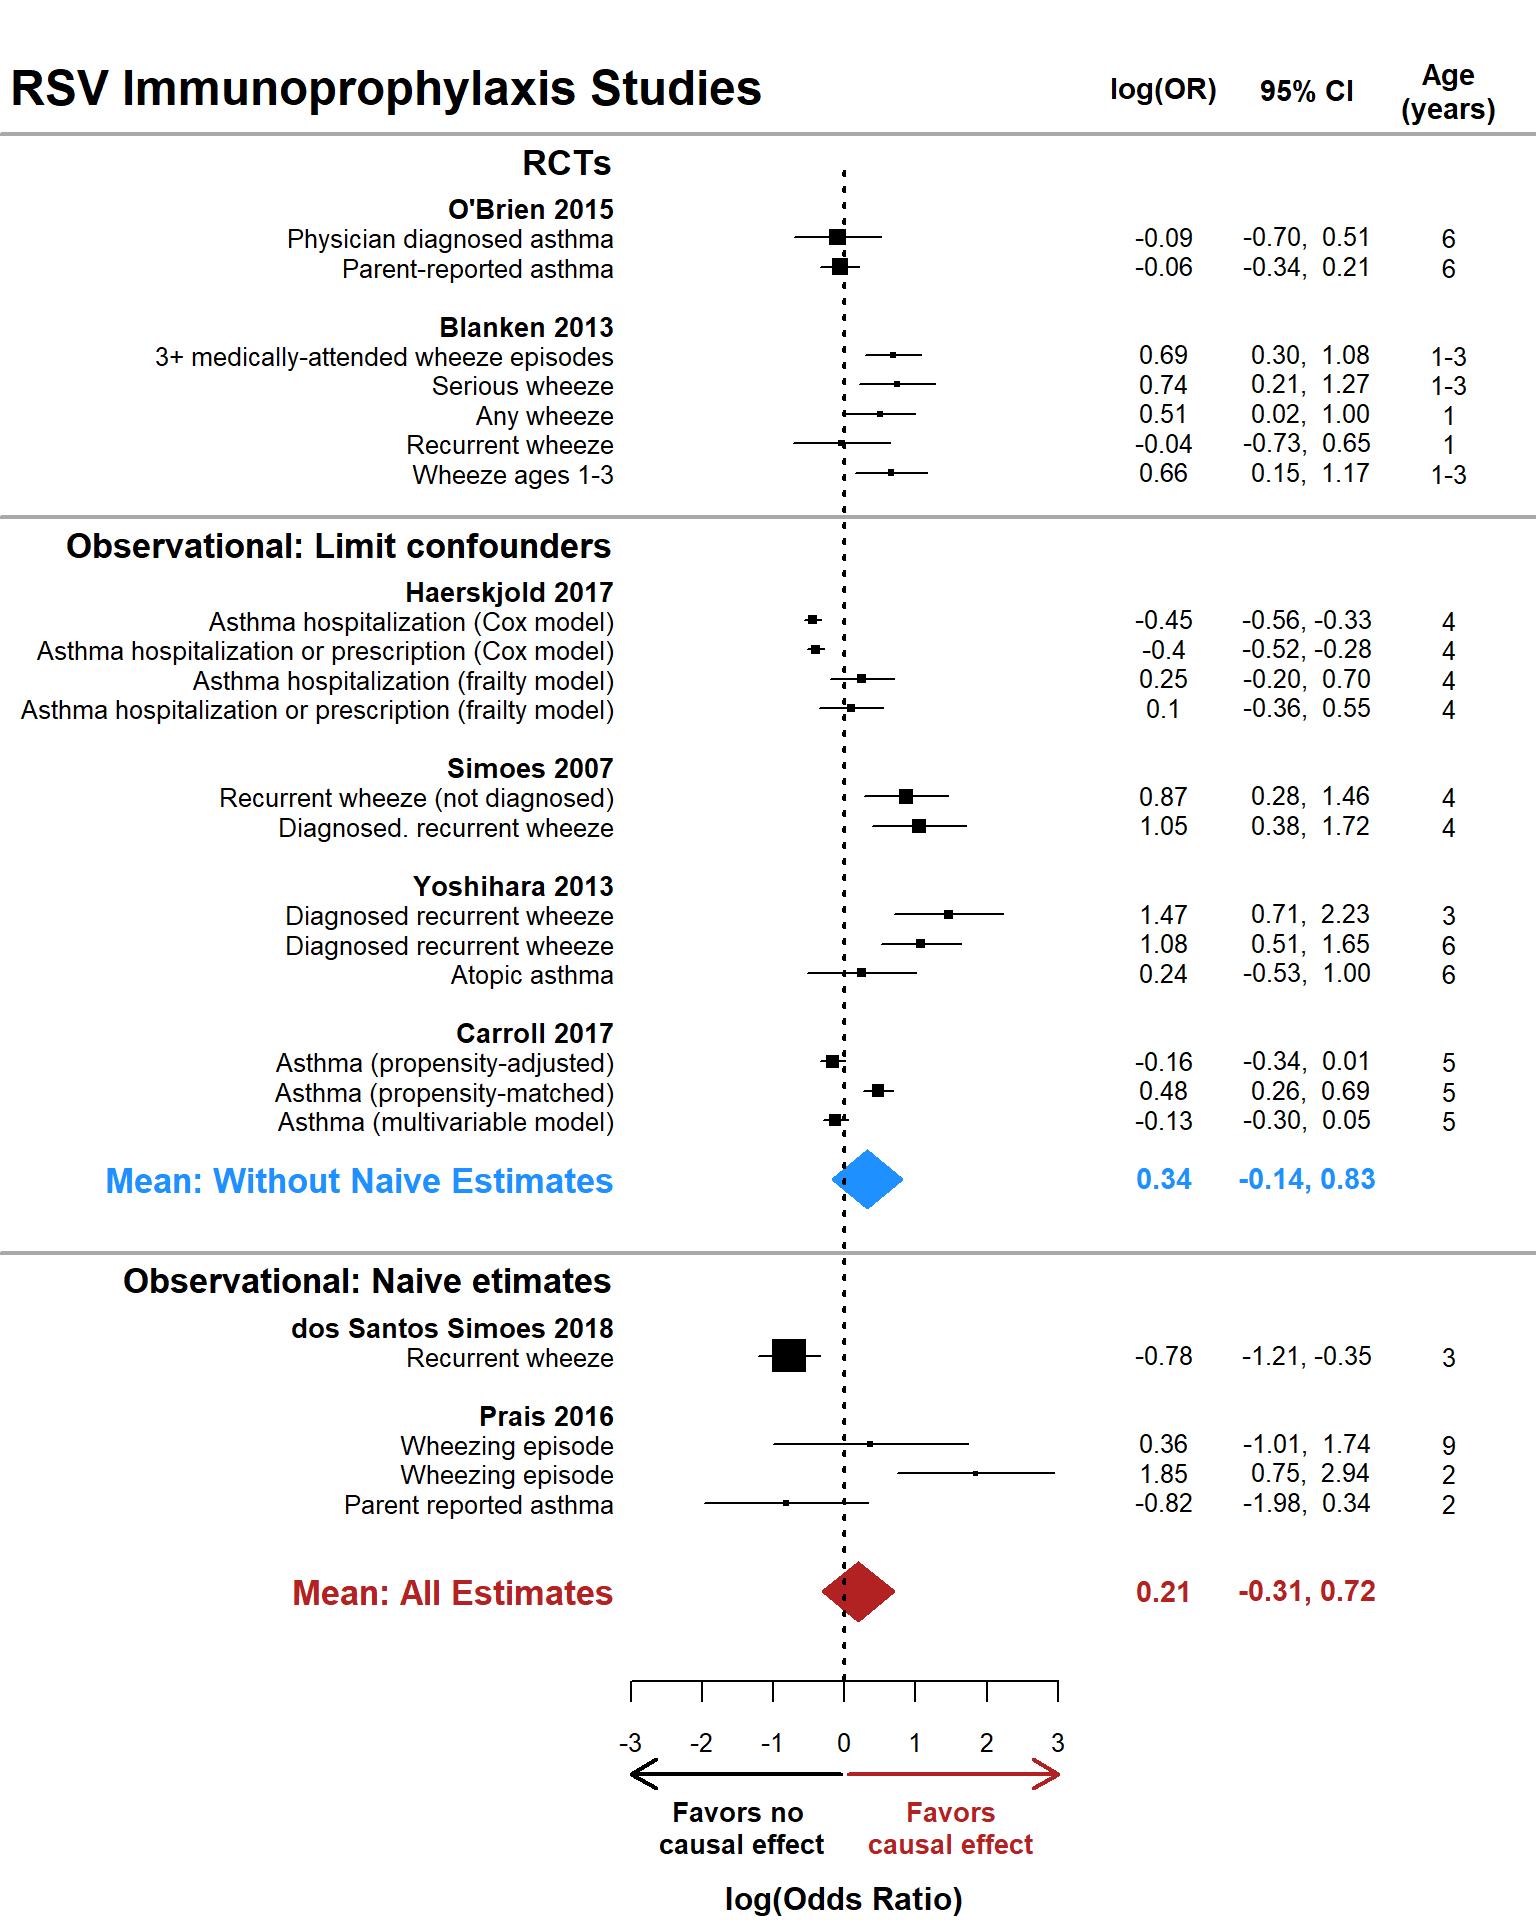 RSV Immunoprophylaxis Studies log(OR) 95% CI Age (years)
RCTs
O'Brien 2015
Physician diagnosed asthma -0.09 -0.70, 0.51 6
Parent-reported asthma -0.06 -0.34, 0.21 6
Blanken 2013
3+ medically-attended wheeze episodes 0.69 0.30, 1.08 1-3
Serious wheeze 0.74 0.21, 1.27 1-3
Any wheeze 0.51 0.02, 1.00 1
Recurrent wheeze -0.04 -0.73, 0.65 1
Wheeze ages 1-3 0.66 0.15, 1.17 1-3
Observational: Limit confounders
Haerskjold 2017
Asthma hospitalization (Cox model) -0.45 -0.56, -0.33 4
Asthma hospitalization or prescription (Cox model) -0.4 -0.52, -0.28 4
Asthma hospitalization (frailty model) 0.25 -0.20, 0.70 4
Asthma hospitalization or prescription (frailty model) 0.1 -0.36, 0.55 4
Simoes 2007
Recurrent wheeze (not diagnosed) 0.87 0.28, 1.46 4
Diagnosed. recurrent wheeze 1.05 0.38, 1.72 4
Yoshihara 2013
Diagnosed recurrent wheeze 1.47 0.71, 2.23 3
Diagnosed recurrent wheeze 1.08 0.51, 1.65 6
Atopic asthma 0.24 -0.53, 1.00 6
Carroll 2017
Asthma (propensity-adjusted) -0.16 -0.34, 0.01 5
Asthma (propensity-matched) 0.48 0.26, 0.69 5
Asthma (multivariable model) -0.13 -0.30, 0.05 5
Mean: Without Naive Estimates 0.34 -0.14, 0.83
Observational: Naive etimates
dos Santos Simoes 2018
Recurrent wheeze -0.78 -1.21, -0.35 3
Prais 2016
Wheezing episode 0.36 -1.01, 1.74 9
Wheezing episode 1.85 0.75, 2.94 2
Parent reported asthma -0.82 -1.98, 0.34 2
Mean: All Estimates 0.21 -0.31, 0.72
-3 -2 -1 0 1 2 3
Favors no causal effect
Favors causal effect
log(Odds Ratio)